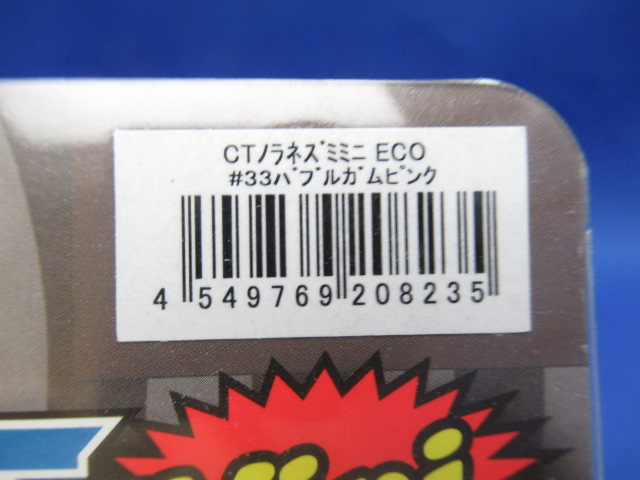 CTﾉﾗﾈｽﾞﾐﾐﾆ ECO
#33ﾊﾞﾌﾞﾙｶﾞﾑﾋﾟﾝｸ
4 549769 208235